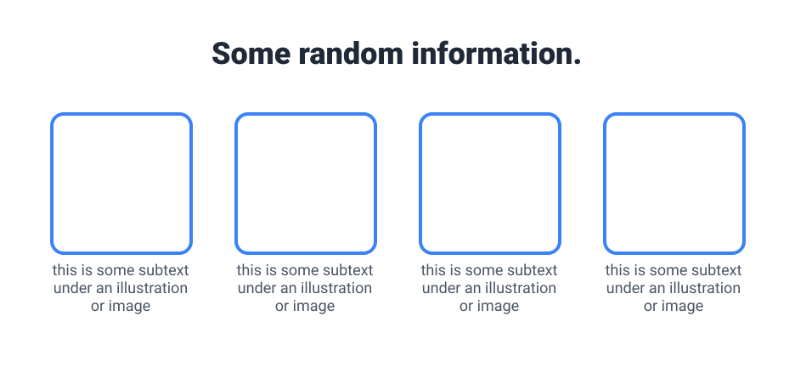 Some random information.
this is some subtext
under an illustration
or image
this is some subtext
under an illustration
or image
this is some subtext
under an illustration
or image
this is some subtext
under an illustration
or image